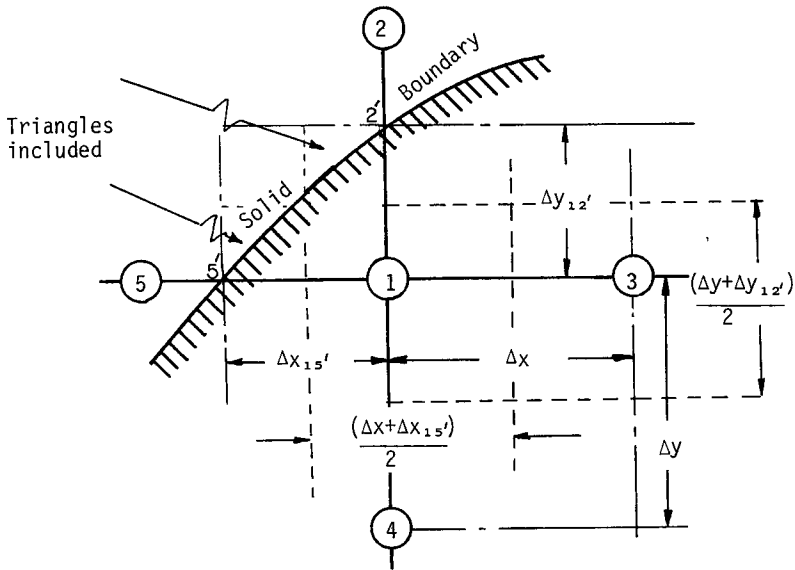 2
Boundary
2'
Triangles
included
Δy₁₂′
Solid
5
5'
1
3
(Δy+Δy₁₂′)
2
Δx₁₅′
Δx
(Δx+Δx₁₅′)
2
Δy
4